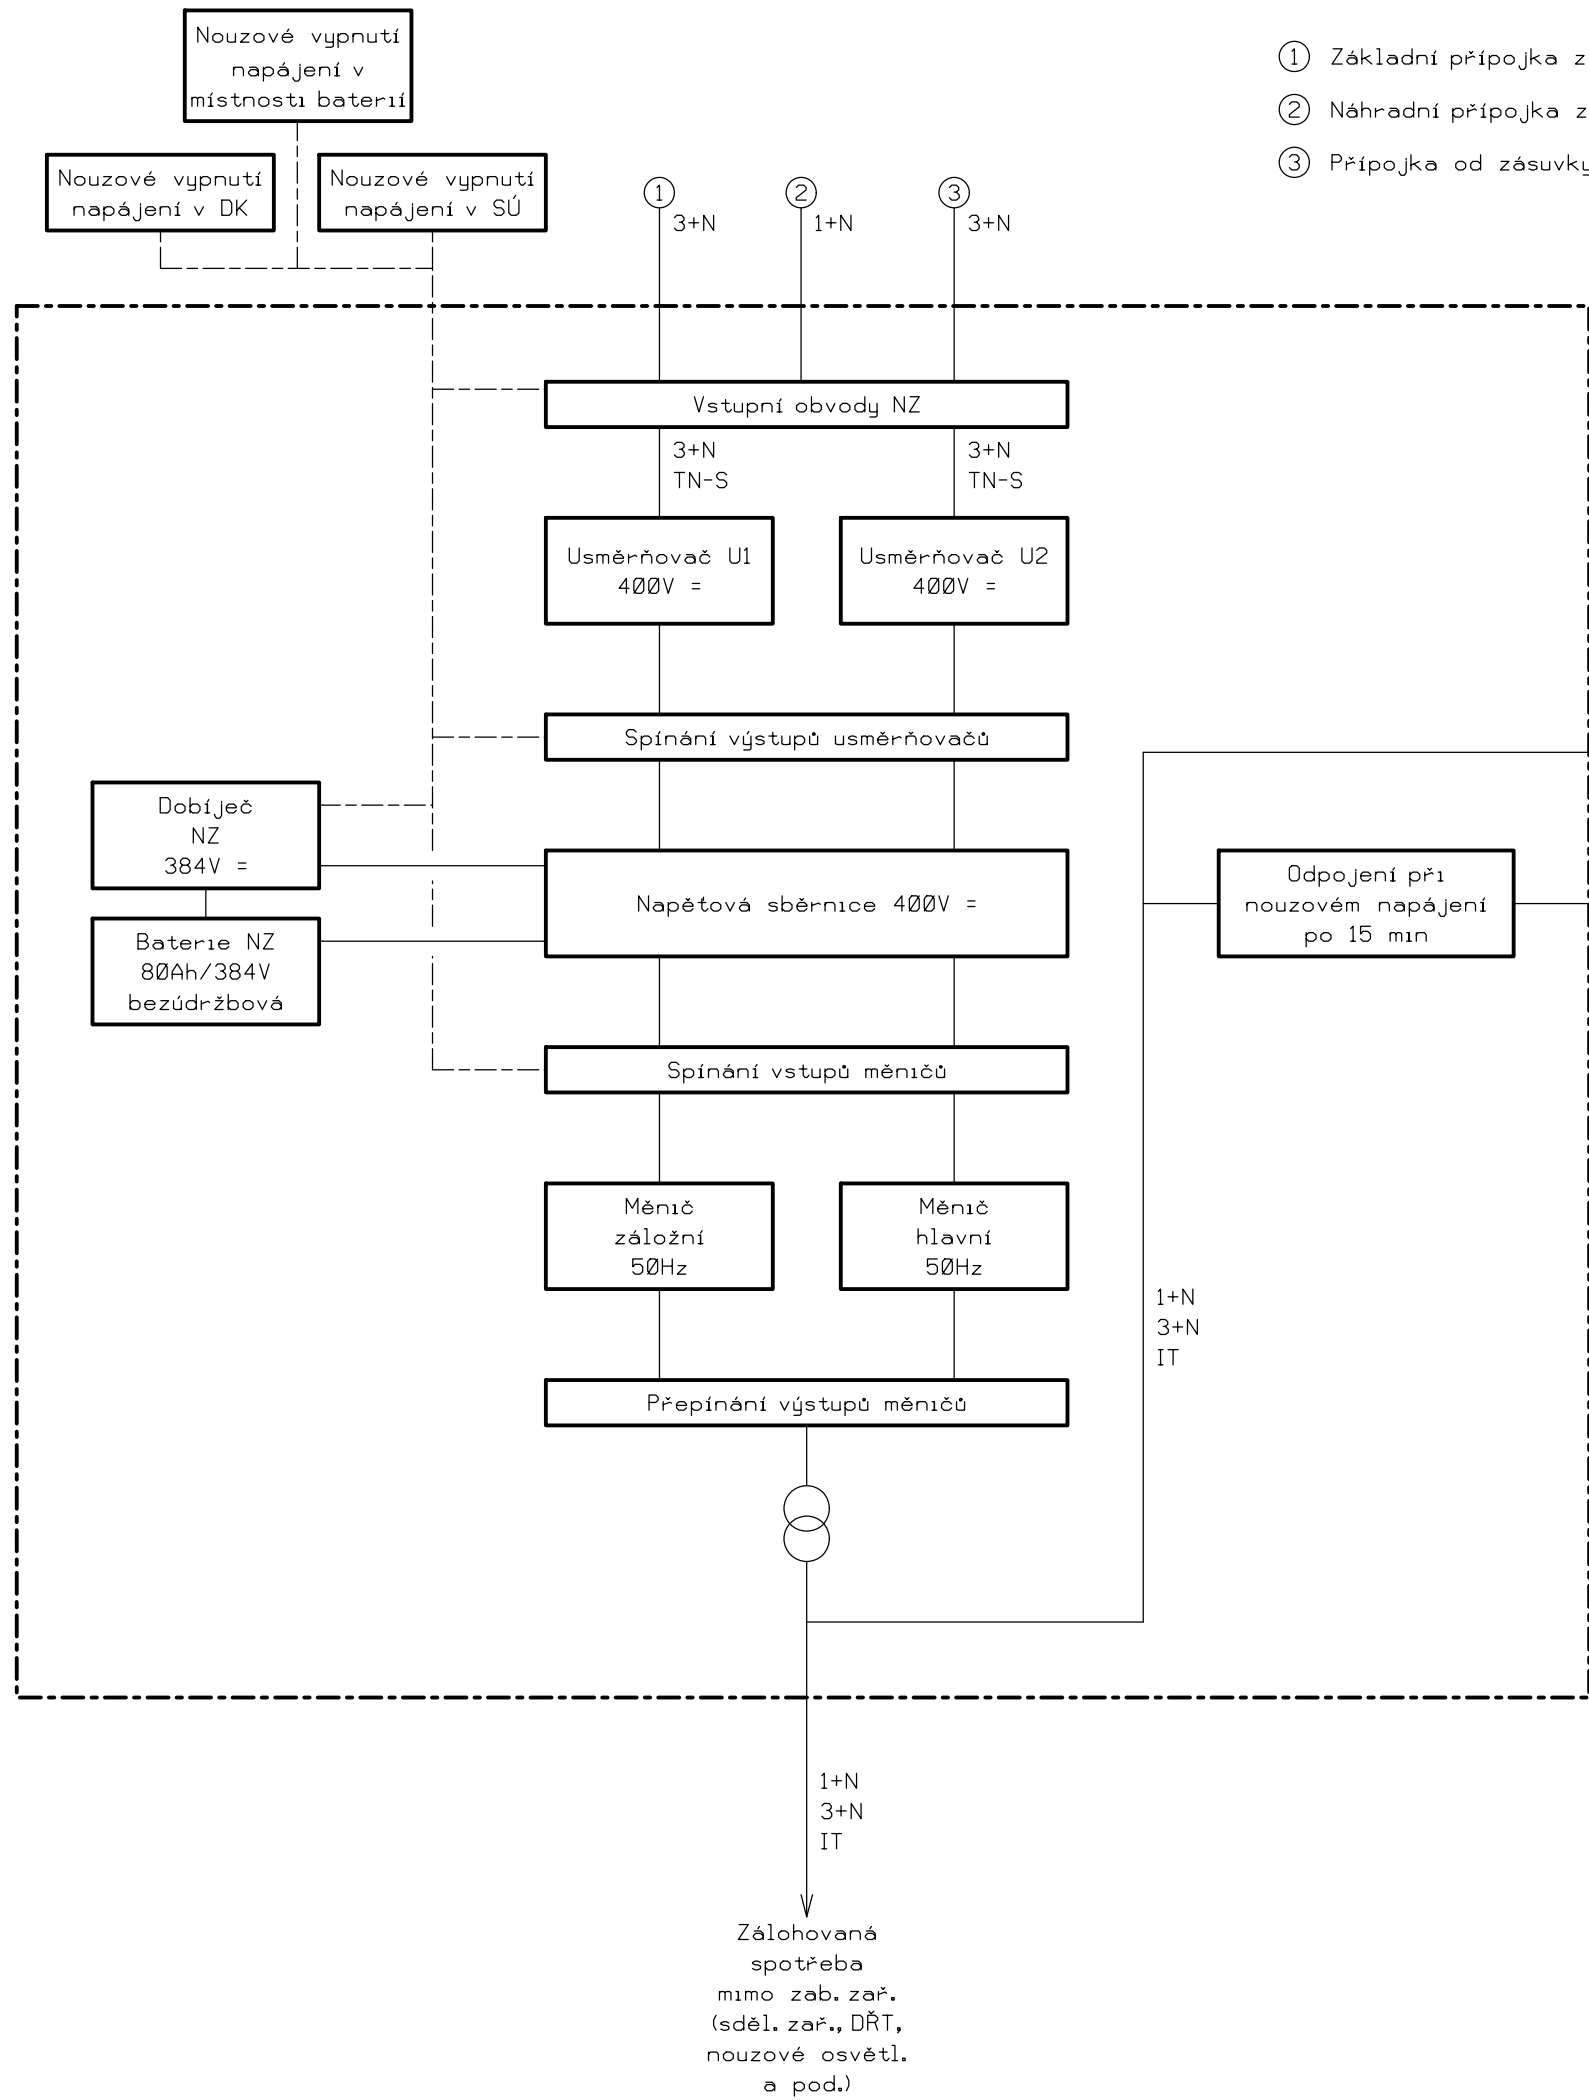 Nouzové vypnutí
napájení v
místnosti baterií
Nouzové vypnutí
napájení v DK
Nouzové vypnutí
napájení v SÚ
1 Základní přípojka z
2 Náhradní přípojka z
3 Přípojka od zásuvky
1
3+N
2
1+N
3
3+N
Vstupní obvody NZ
3+N
TN-S
3+N
TN-S
Usměrňovač U1
400V =
Usměrňovač U2
400V =
Spínání výstupů usměrňovačů
Dobíječ
NZ
384V =
Napěťová sběrnice 400V =
Baterie NZ
80Ah/384V
bezúdržbová
Odpojení při
nouzovém napájení
po 15 min
Spínání vstupů měničů
Měnič
záložní
50Hz
Měnič
hlavní
50Hz
1+N
3+N
IT
Přepínání výstupů měničů
1+N
3+N
IT
Zálohovaná
spotřeba
mimo zab. zař.
(sděl. zař., DŘT,
nouzové osvětl.
a pod.)